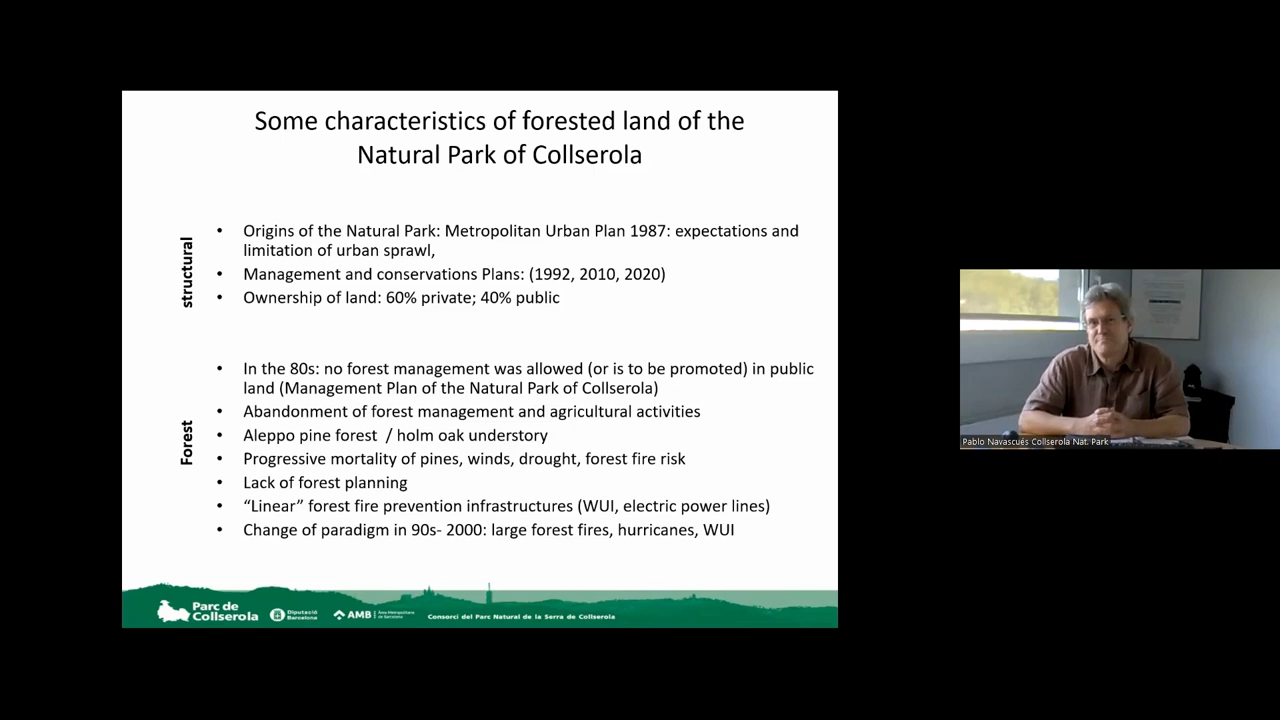 Some characteristics of forested land of the
Natural Park of Collserola
structural
• Origins of the Natural Park: Metropolitan Urban Plan 1987: expectations and
limitation of urban sprawl,
• Management and conservations Plans: (1992, 2010, 2020)
• Ownership of land: 60% private; 40% public
Forest
• In the 80s: no forest management was allowed (or is to be promoted) in public
land (Management Plan of the Natural Park of Collserola)
• Abandonment of forest management and agricultural activities
• Aleppo pine forest / holm oak understory
• Progressive mortality of pines, winds, drought, forest fire risk
• Lack of forest planning
• “Linear” forest fire prevention infrastructures (WUI, electric power lines)
• Change of paradigm in 90s- 2000: large forest fires, hurricanes, WUI
Parc de
Collserola
Diputació
Barcelona
AMB
Àrea Metropolitana
de Barcelona
Consorci del Parc Natural de la Serra de Collserola
Pablo Navascués Collserola Nat. Park